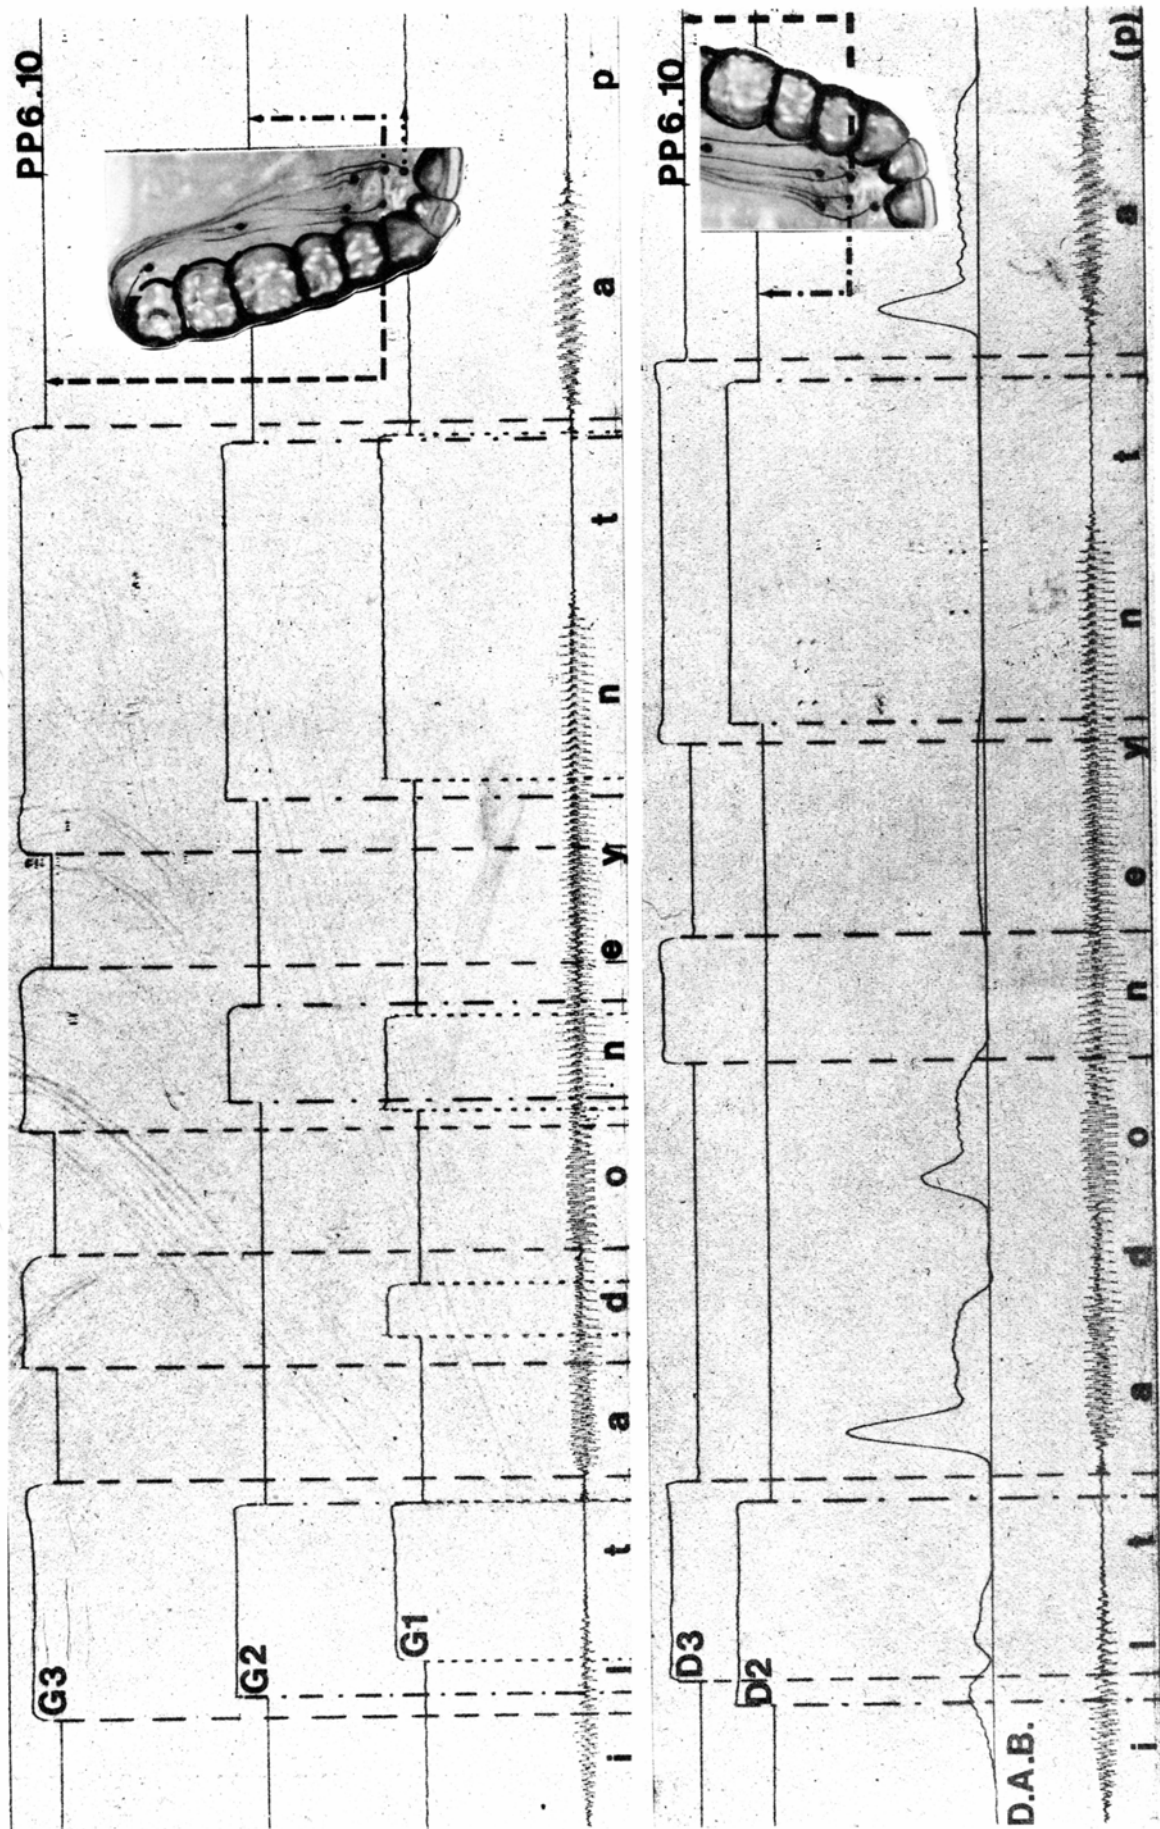 PP6.10
G3
G2
G1
i l t a d o n e y n t a p
PP6.10
D3
D2
D.A.B.
i l t a d o n e y n t a (p)